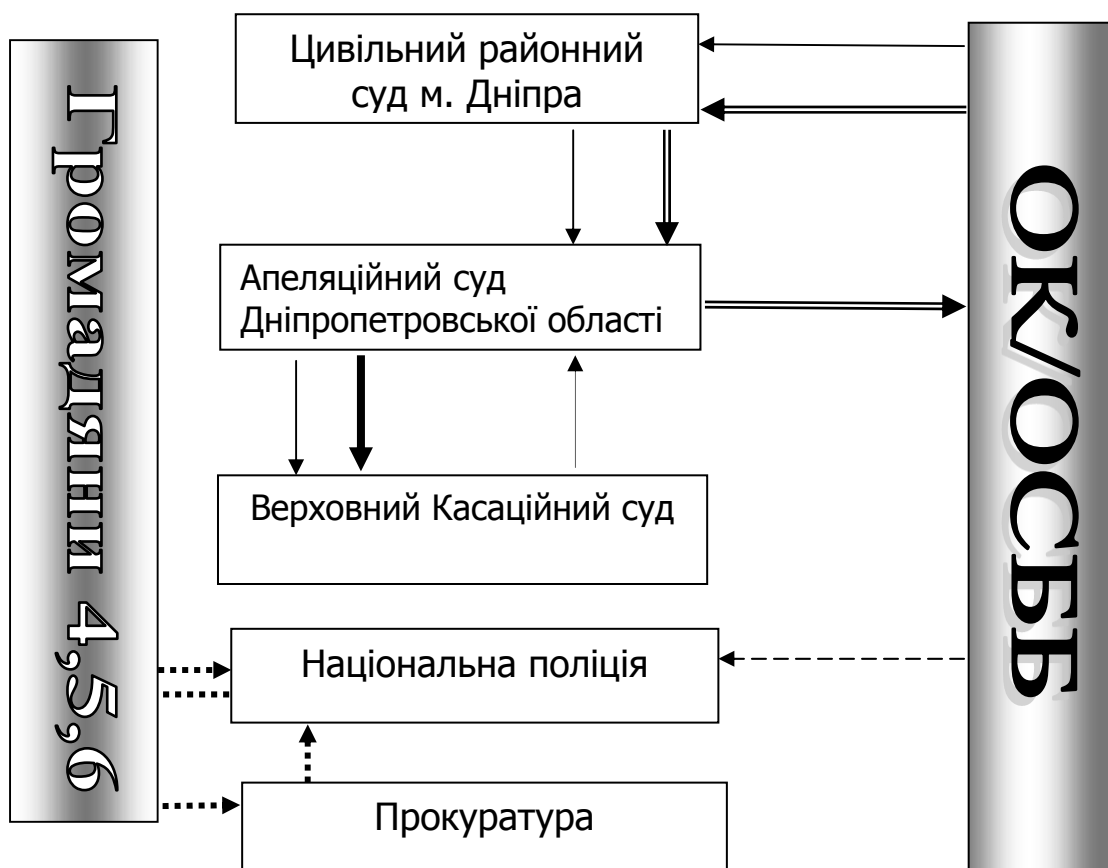 Громадяни 4,5,6
Цивільний районний
суд м. Дніпра
Апеляційний суд
Дніпропетровської області
Верховний Касаційний суд
Національна поліція
Прокуратура
ОК/ОСББ